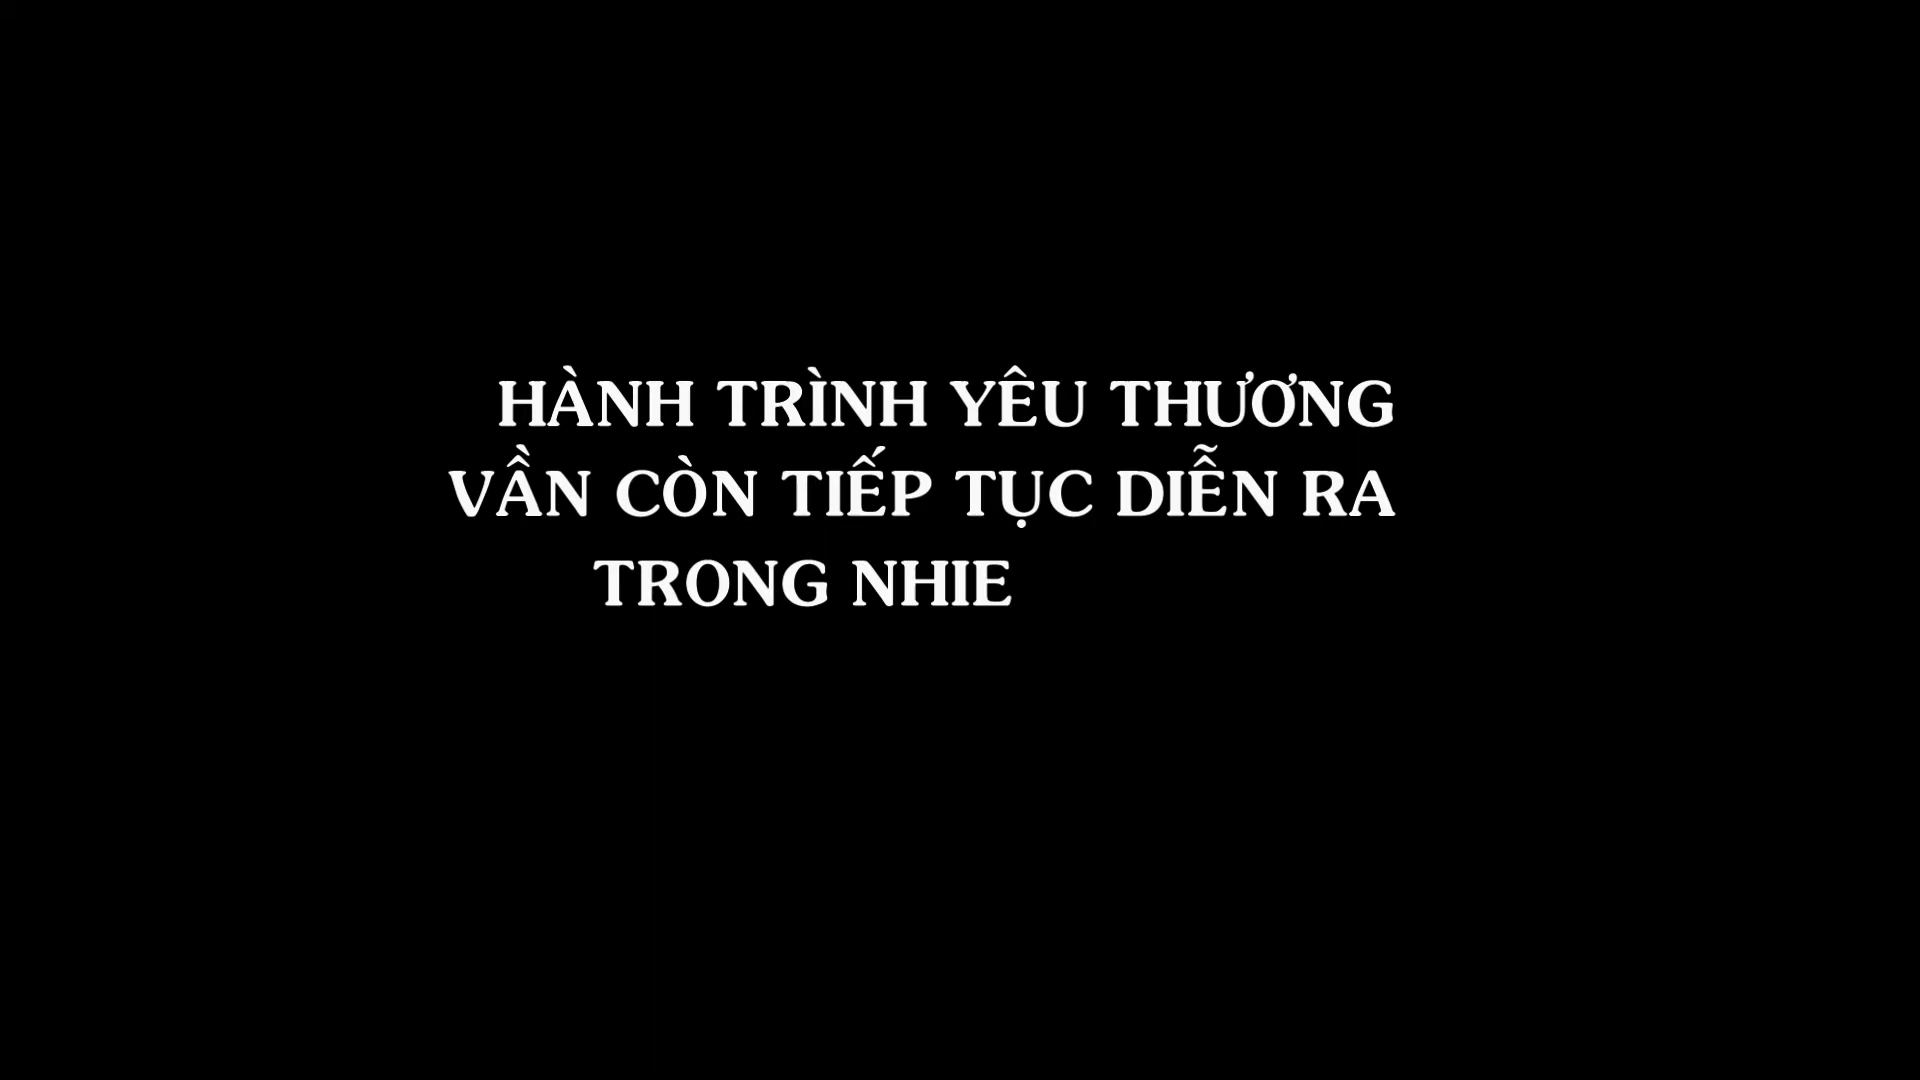 HÀNH TRÌNH YÊU THƯƠNG
VẦN CÒN TIẾP TỤC DIỄN RA
TRONG NHIE